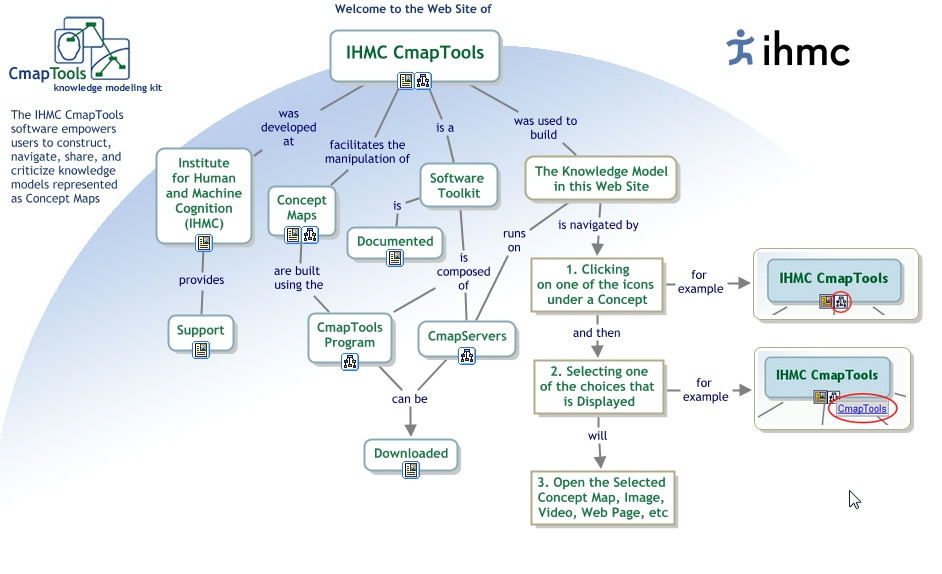 Welcome to the Web Site of
CmapTools
knowledge modeling kit
The IHMC CmapTools
software empowers
users to construct,
navigate, share, and
criticize knowledge
models represented
as Concept Maps
IHMC CmapTools
ihmc
was
developed
at
facilitates the
manipulation of
is a
was used to
build
Institute
for Human
and Machine
Cognition
(IHMC)
Concept
Maps
Software
Toolkit
The Knowledge Model
in this Web Site
is
Documented
provides
Support
are built
using the
is
composed
of
runs
on
is navigated by
CmapTools
Program
CmapServers
can be
Downloaded
1. Clicking
on one of the icons
under a Concept
for
example
IHMC CmapTools
and then
2. Selecting one
of the choices that
is Displayed
for
example
IHMC CmapTools
CmapTools
will
3. Open the Selected
Concept Map, Image,
Video, Web Page, etc